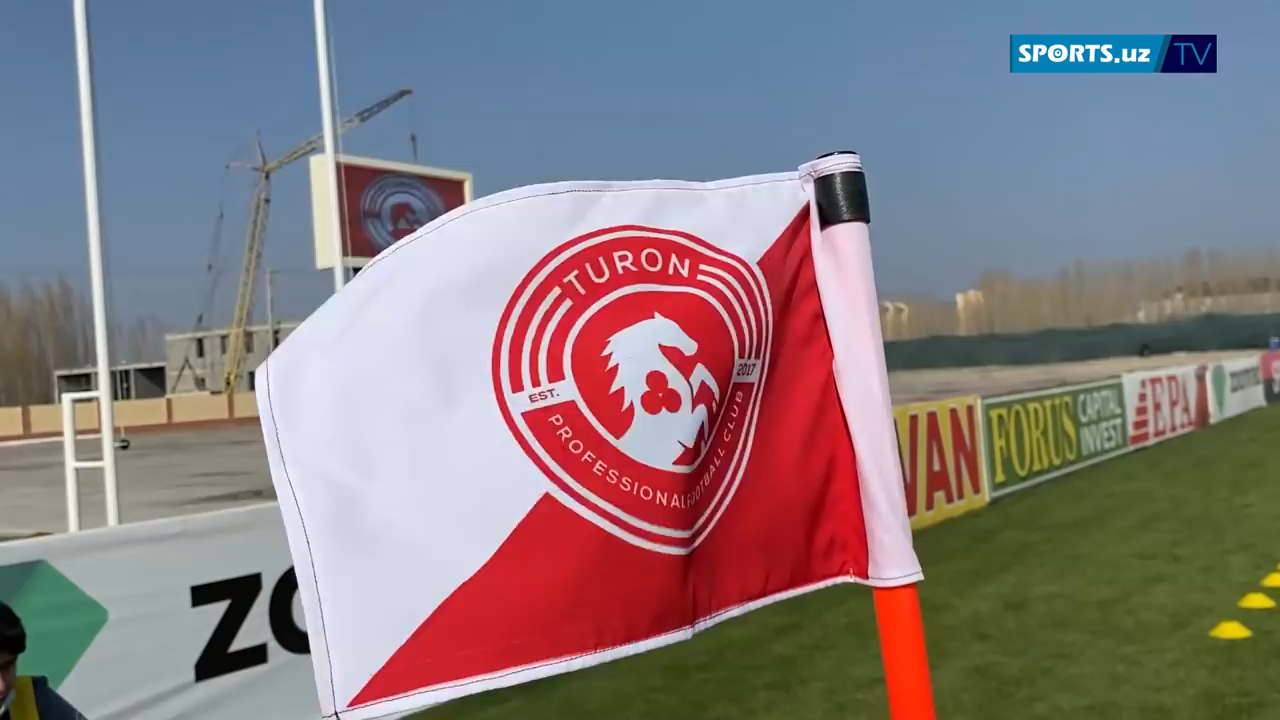 SPORTS.uz TV
TURON
EST. 2017
PROFESSIONAL FOOTBALL CLUB
VAN
FORUS
CAPITAL
INVEST
EPA
ZO